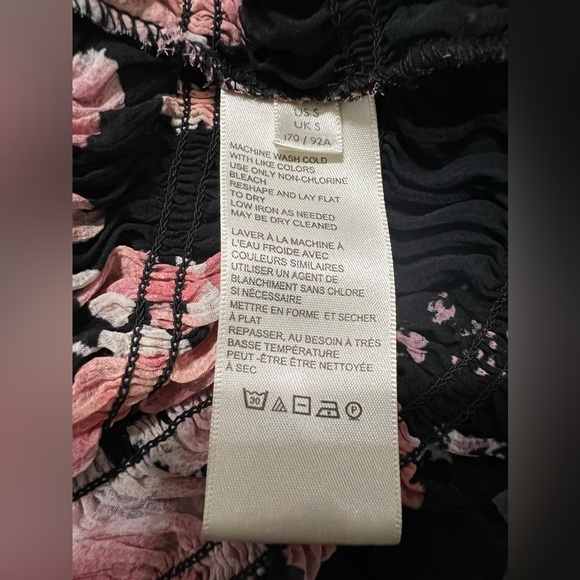 US S
UK S
170 / 92A
MACHINE WASH COLD
WITH LIKE COLORS
USE ONLY NON-CHLORINE
BLEACH
RESHAPE AND LAY FLAT
TO DRY
LOW IRON AS NEEDED
MAY BE DRY CLEANED
LAVER À LA MACHINE À
L'EAU FROIDE AVEC
COULEURS SIMILAIRES
UTILISER UN AGENT DE
BLANCHIMENT SANS CHLORE
SI NÉCESSAIRE
METTRE EN FORME ET SECHER
À PLAT
REPASSER, AU BESOIN À TRÉS
BASSE TEMPÉRATURE
PEUT -ÊTRE ÊTRE NETTOYÉE
À SEC
30 P